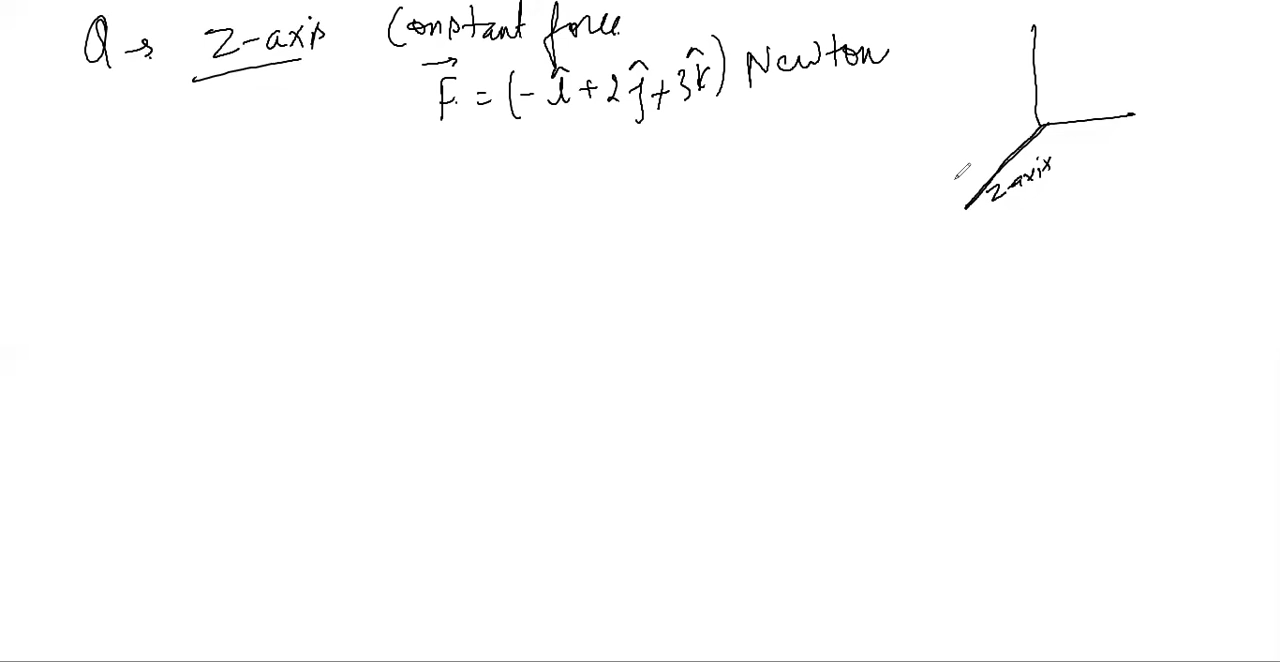 Q → z-axis Constant force
F⃗ = (-î + 2ĵ + 3k̂) Newton
z-axis